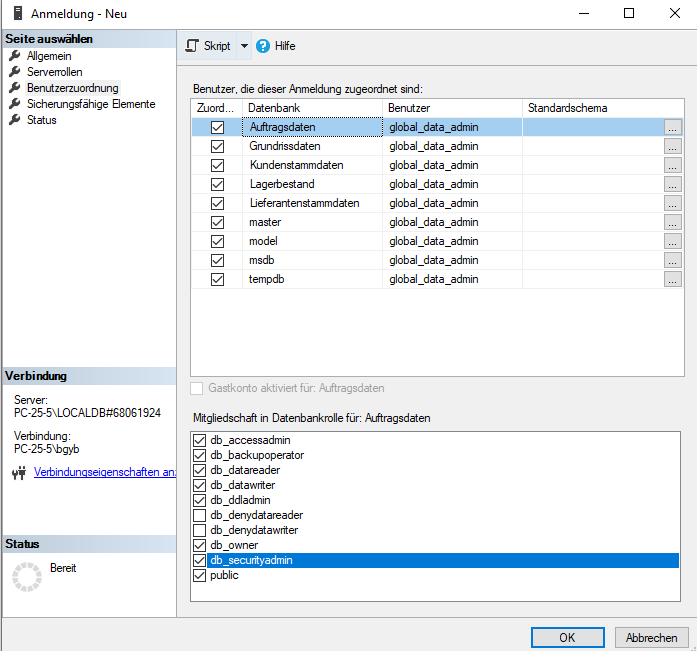 Anmeldung - Neu
Seite auswählen
Allgemein
Serverrollen
Benutzerzuordnung
Sicherungsfähige Elemente
Status
Skript
Hilfe
Benutzer, die dieser Anmeldung zugeordnet sind:
Zuord... Datenbank Benutzer Standardschema
Auftragsdaten global_data_admin ...
Grundrissdaten global_data_admin ...
Kundenstammdaten global_data_admin ...
Lagerbestand global_data_admin ...
Lieferantenstammdaten global_data_admin ...
master global_data_admin ...
model global_data_admin ...
msdb global_data_admin ...
tempdb global_data_admin ...
Gastkonto aktiviert für: Auftragsdaten
Mitgliedschaft in Datenbankrolle für: Auftragsdaten
db_accessadmin
db_backupoperator
db_datareader
db_datawriter
db_ddladmin
db_denydatareader
db_denydatawriter
db_owner
db_securityadmin
public
Verbindung
Server:
PC-25-5\LOCALDB#68061924
Verbindung:
PC-25-5\bgyb
Verbindungseigenschaften an
Status
Bereit
OK
Abbrechen